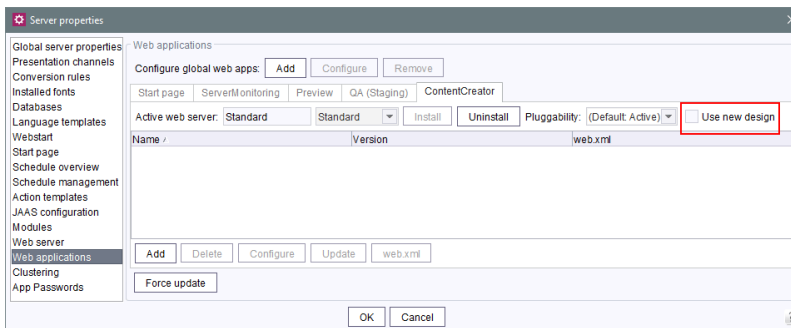 Server properties
Global server properties
Presentation channels
Conversion rules
Installed fonts
Databases
Language templates
Webstart
Start page
Schedule overview
Schedule management
Action templates
JAAS configuration
Modules
Web server
Web applications
Clustering
App Passwords
Web applications
Configure global web apps: Add Configure Remove
Start page ServerMonitoring Preview QA (Staging) ContentCreator
Active web server: Standard Standard Install Uninstall Pluggability: (Default: Active) Use new design
Name Version web.xml
Add Delete Configure Update web.xml
Force update
OK Cancel